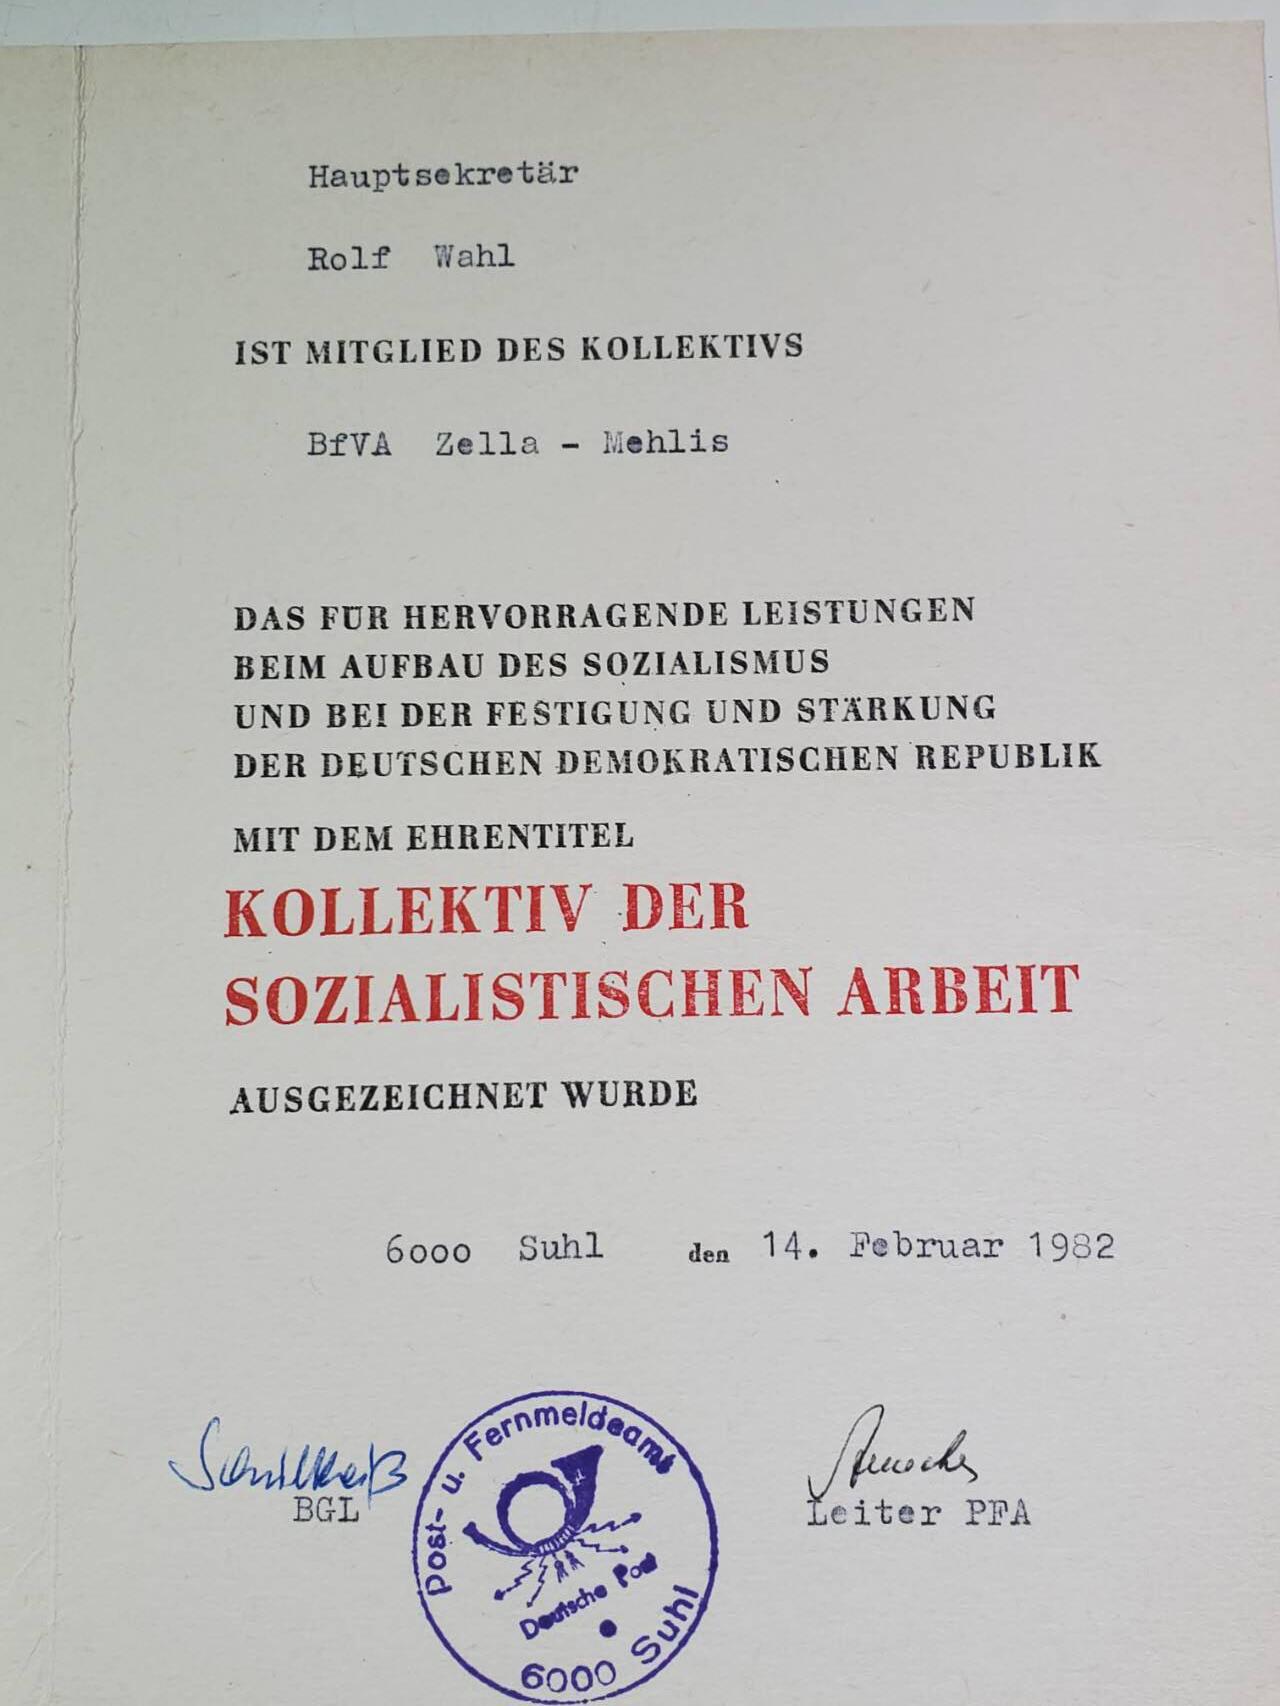 Hauptsekretär
Rolf Wahl
IST MITGLIED DES KOLLEKTIVS
BfVA Zella - Mehlis
DAS FÜR HERVORRAGENDE LEISTUNGEN
BEIM AUFBAU DES SOZIALISMUS
UND BEI DER FESTIGUNG UND STÄRKUNG
DER DEUTSCHEN DEMOKRATISCHEN REPUBLIK
MIT DEM EHRENTITEL
KOLLEKTIV DER
SOZIALISTISCHEN ARBEIT
AUSGEZEICHNET WURDE
6000 Suhl den 14. Februar 1982
BGL
Leiter PFA
Post- u. Fernmeldeamt
Deutsche Post
6000 Suhl